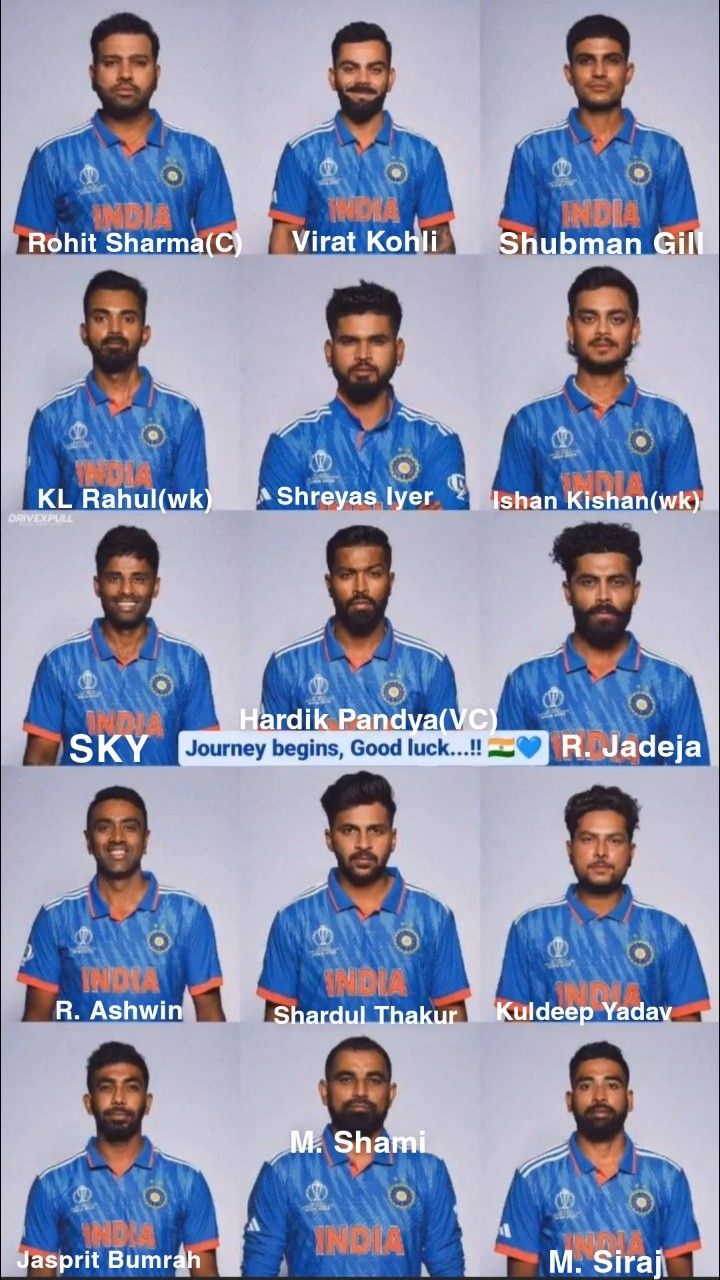 INDIA
INDIA
INDIA
Rohit Sharma(C)
Virat Kohli
Shubman Gill
INDIA
INDIA
KL Rahul(wk)
Shreyas Iyer
Ishan Kishan(wk)
DRIVEXPULL
INDIA
Hardik Pandya(VC)
INDIA
SKY
Journey begins, Good luck...!! 🇮🇳💙
R. Jadeja
INDIA
INDIA
INDIA
R. Ashwin
Shardul Thakur
Kuldeep Yadav
M. Shami
INDIA
INDIA
INDIA
Jasprit Bumrah
M. Siraj